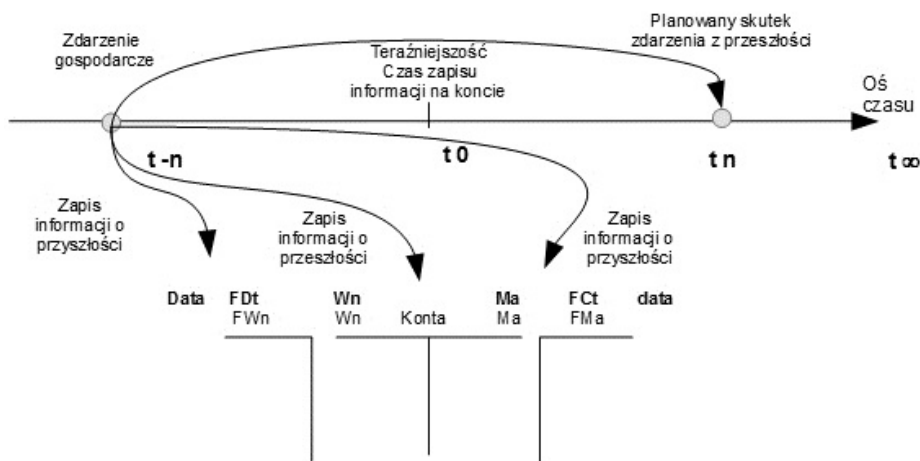 Zdarzenie
gospodarcze
Teraźniejszość
Czas zapisu
informacji na koncie
Planowany skutek
zdarzenia z przeszłości
Oś
czasu
t -n
t 0
t n
t ∞
Zapis
informacji o
przyszłości
Zapis
informacji o
przeszłości
Zapis
informacji o
przyszłości
Data FDt Wn Ma FCt data
FWn Wn Konta Ma FMa